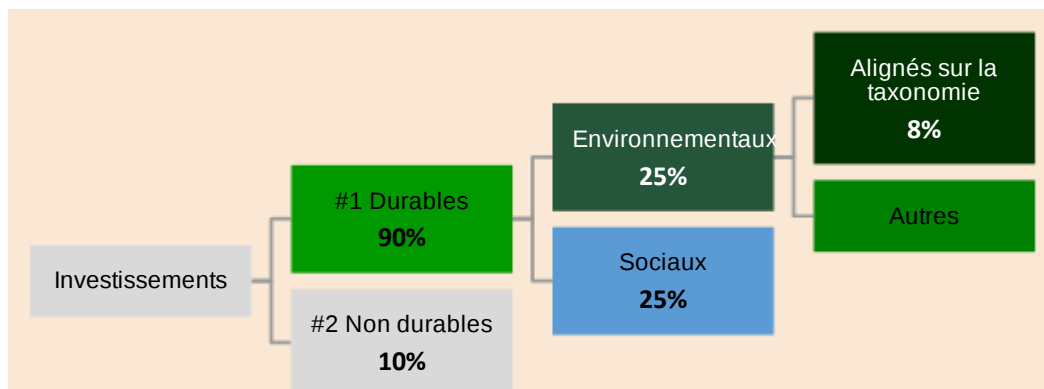 Investissements
#1 Durables
90%
#2 Non durables
10%
Environnementaux
25%
Sociaux
25%
Alignés sur la
taxonomie
8%
Autres